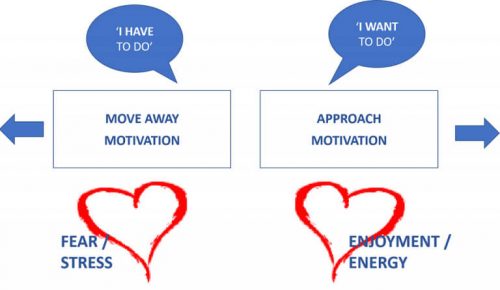 ‘I HAVE
TO DO’
‘I WANT
TO DO’
MOVE AWAY
MOTIVATION
APPROACH
MOTIVATION
FEAR /
STRESS
ENJOYMENT /
ENERGY